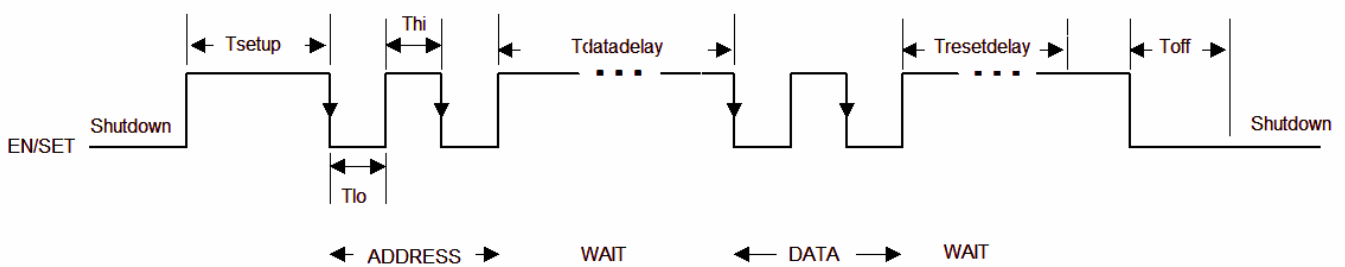 Thi
Tsetup
Tdatadelay
Tresetdelay
Toff
Shutdown
Shutdown
EN/SET
Tlo
ADDRESS
WAIT
DATA
WAIT